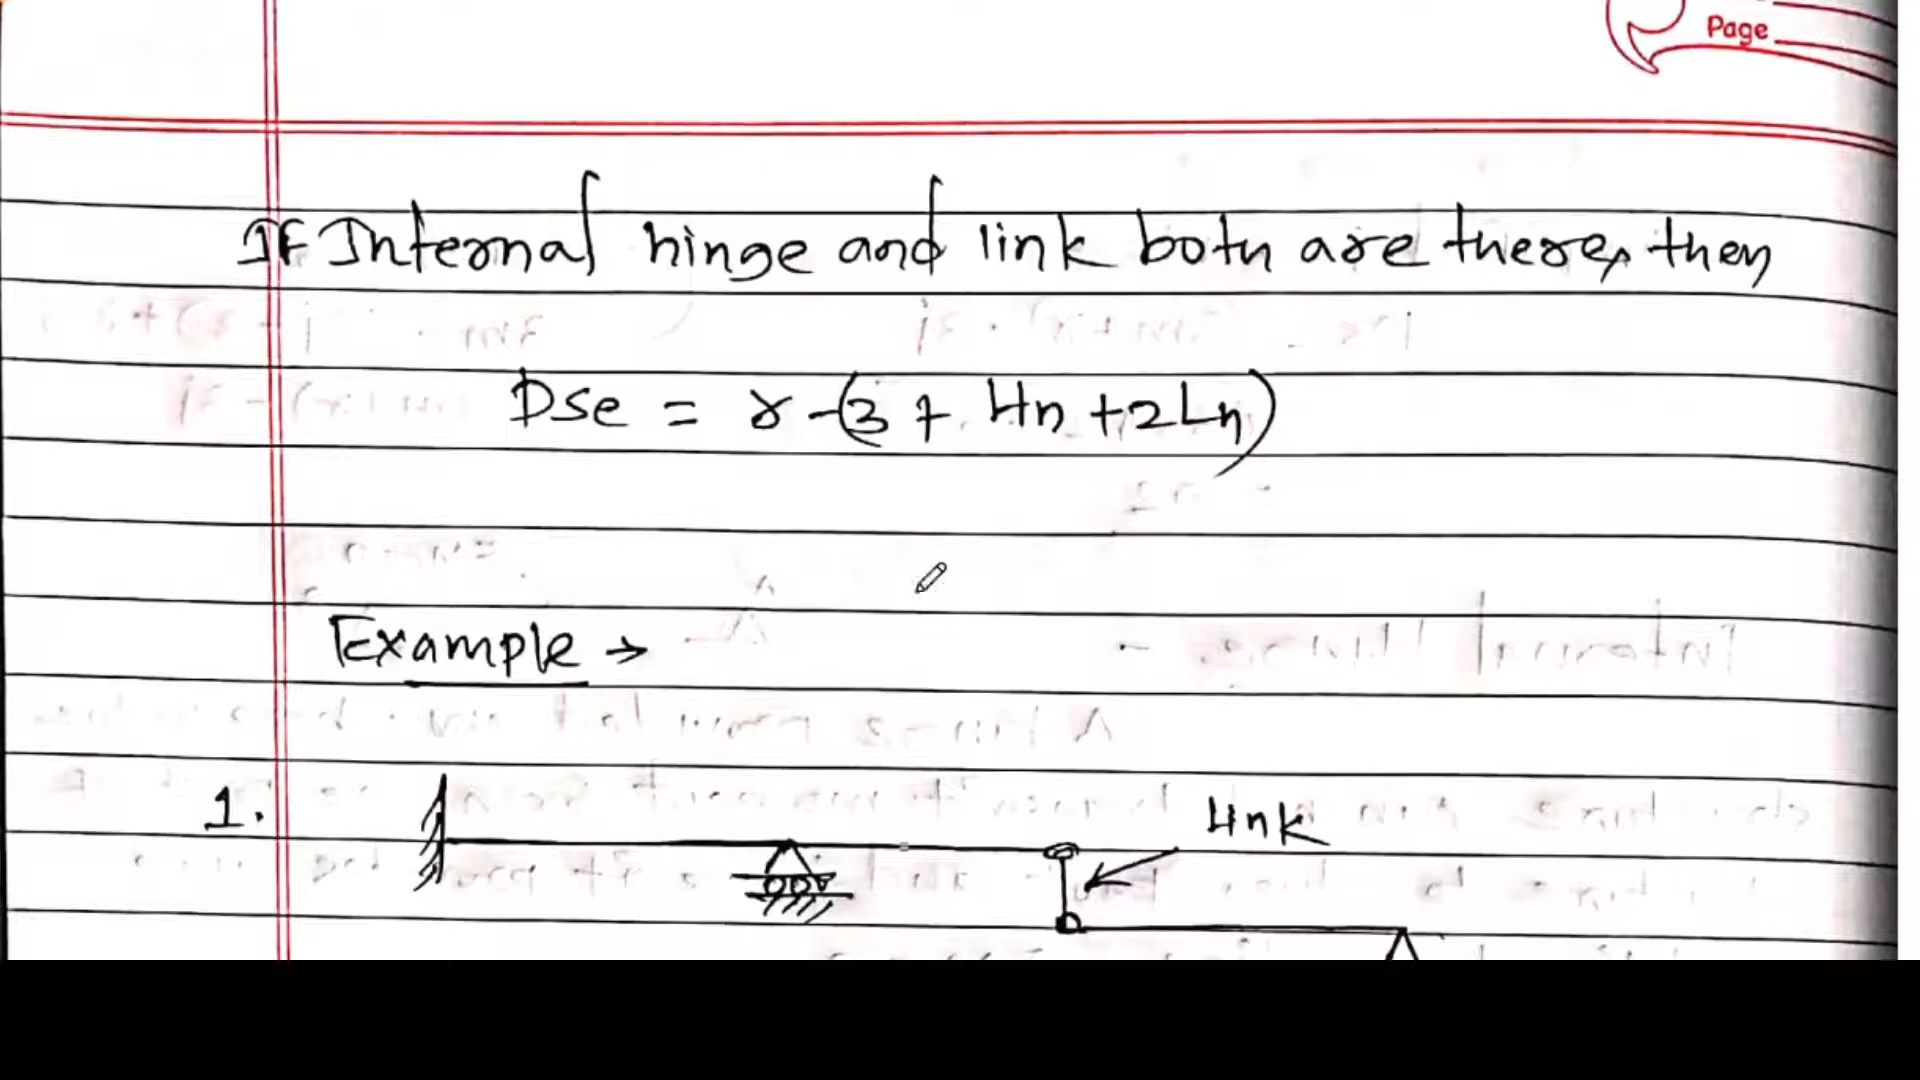 Page
If Internal hinge and link both are there, then
Dse = r - (3 + Hn + 2Ln)
Example →
1.
Link